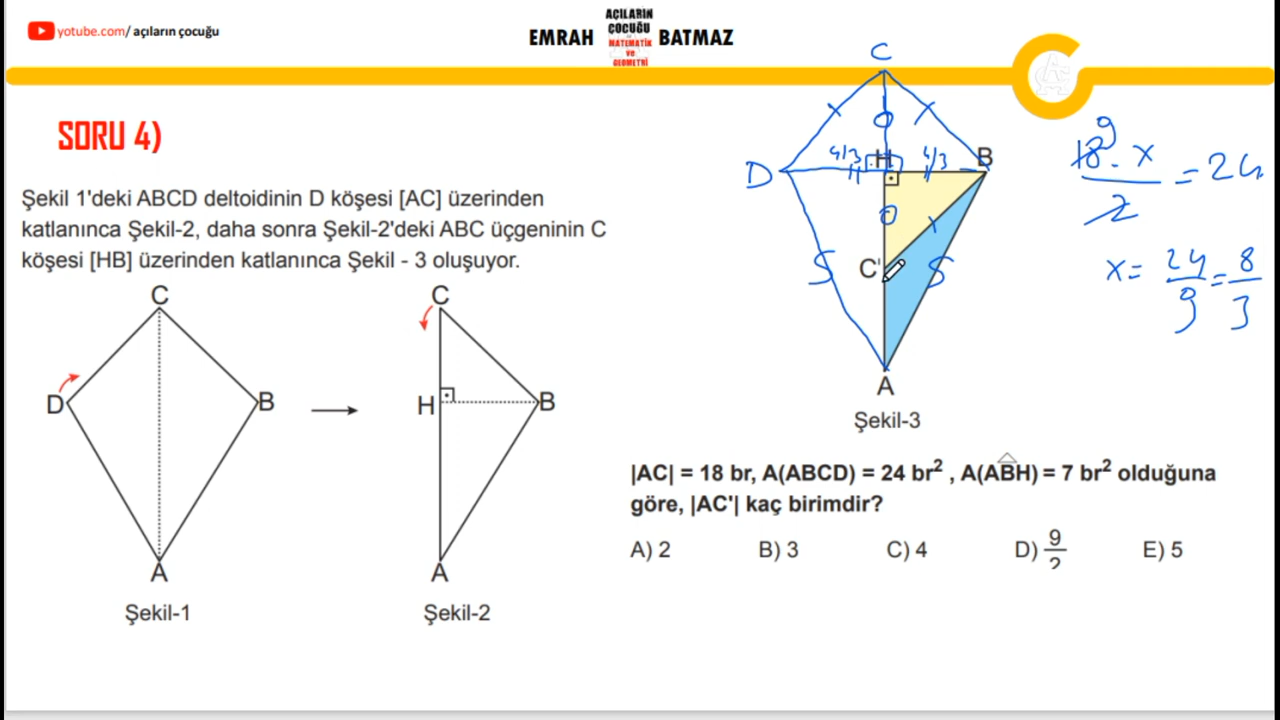 yotube.com/ açıların çocuğu
EMRAH
AÇILARIN
ÇOCUĞU
MATEMATİK
ve
GEOMETRİ
BATMAZ
SORU 4)
Şekil 1'deki ABCD deltoidinin D köşesi [AC] üzerinden
katlanınca Şekil-2, daha sonra Şekil-2'deki ABC üçgeninin C
köşesi [HB] üzerinden katlanınca Şekil - 3 oluşuyor.
C
D
B
A
Şekil-1
C
H
B
A
Şekil-2
C
4/3
H
4/3
B
D
C'
A
Şekil-3
9
18 . x
= 24
2
x = 24/9 = 8/3
|AC| = 18 br, A(ABCD) = 24 br², A(ABH) = 7 br² olduğuna
göre, |AC'| kaç birimdir?
A) 2 B) 3 C) 4 D) 9/2 E) 5